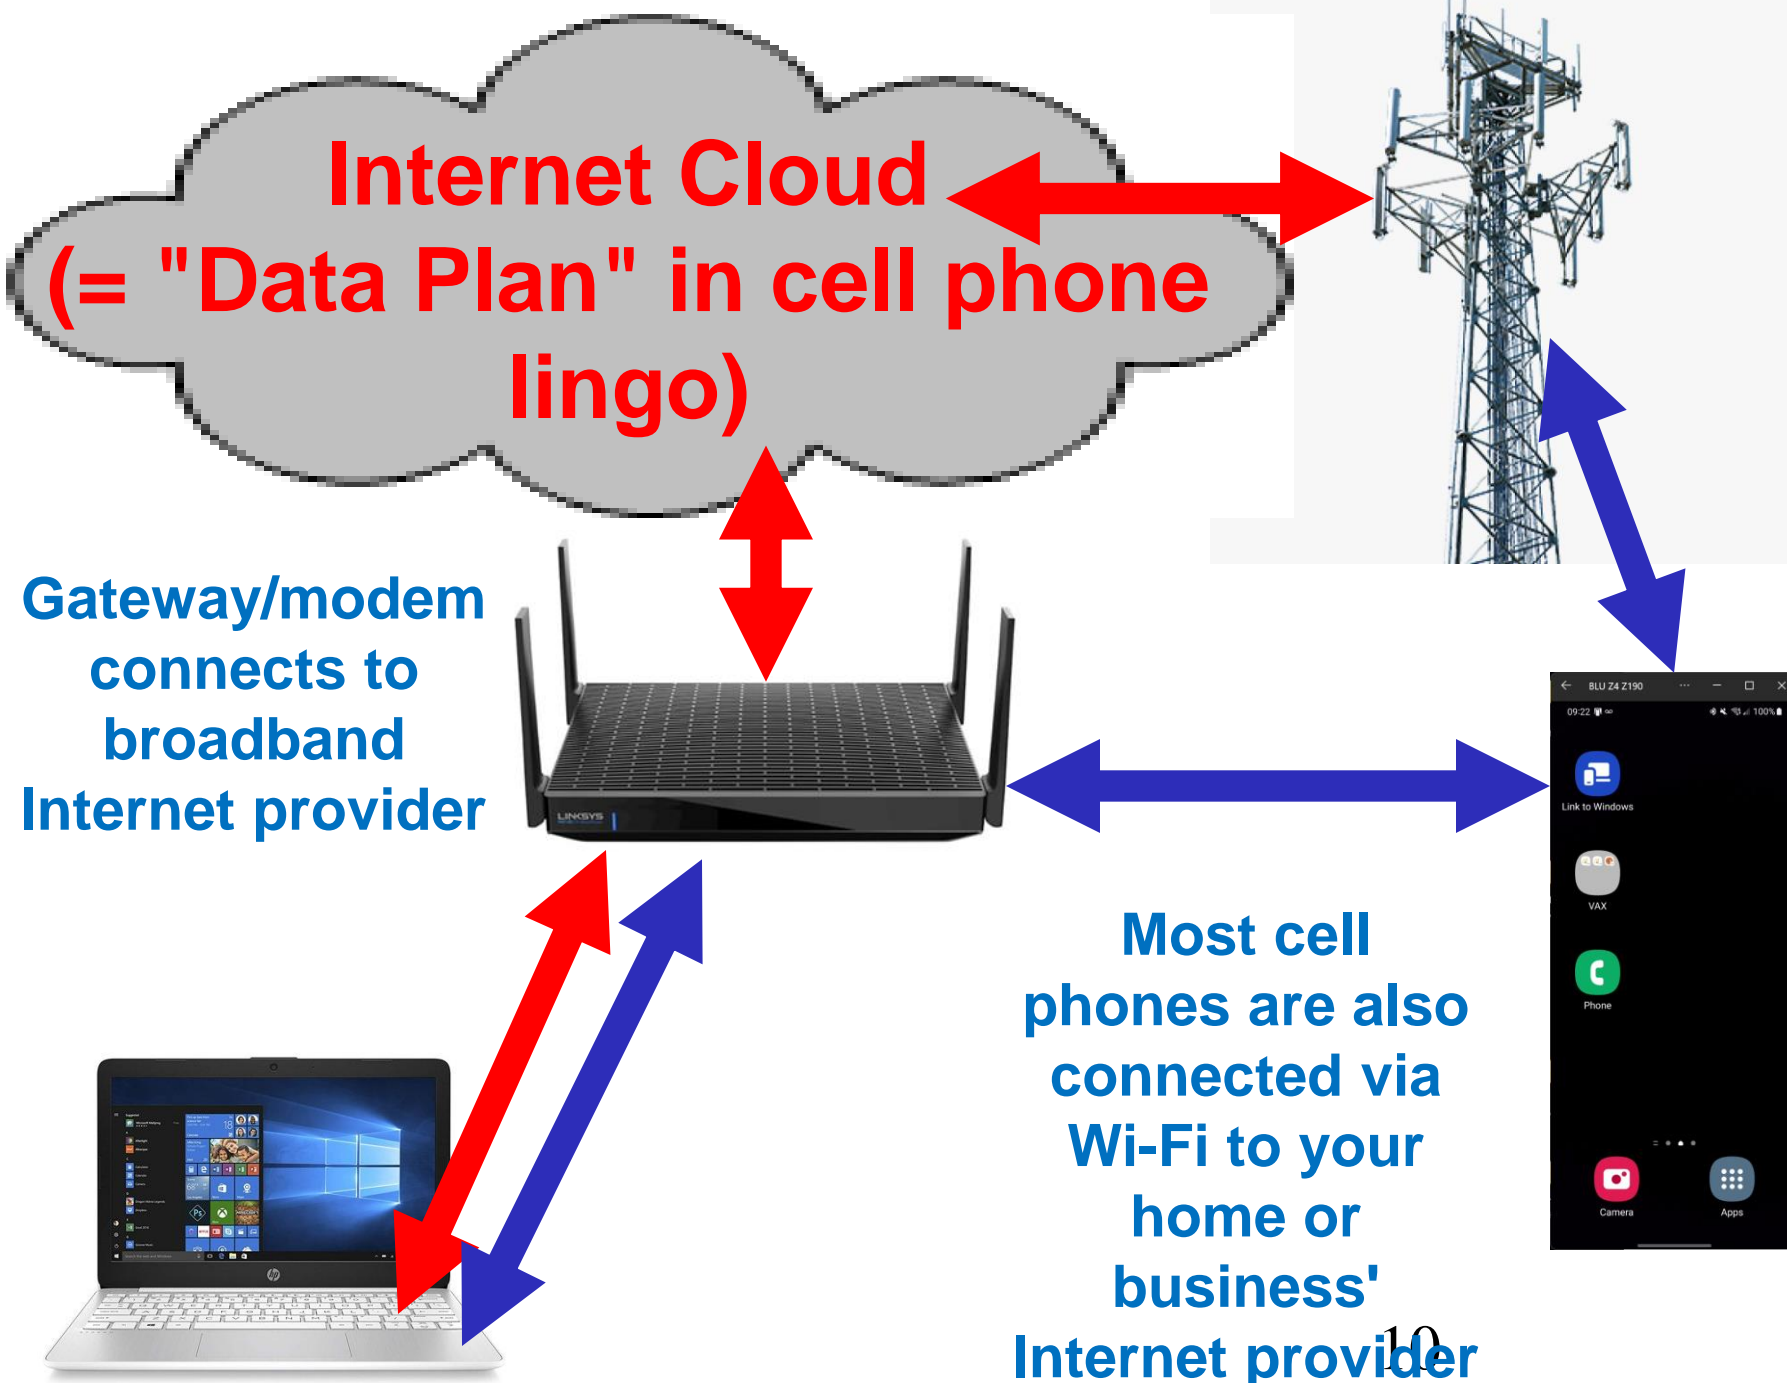 Internet Cloud
(= "Data Plan" in cell phone
lingo)
Gateway/modem
connects to
broadband
Internet provider
LINKSYS
BLU Z4 Z190
09:22
100%
Link to Windows
VAX
Phone
Camera
Apps
Most cell
phones are also
connected via
Wi-Fi to your
home or
business'
Internet provider
10
hp